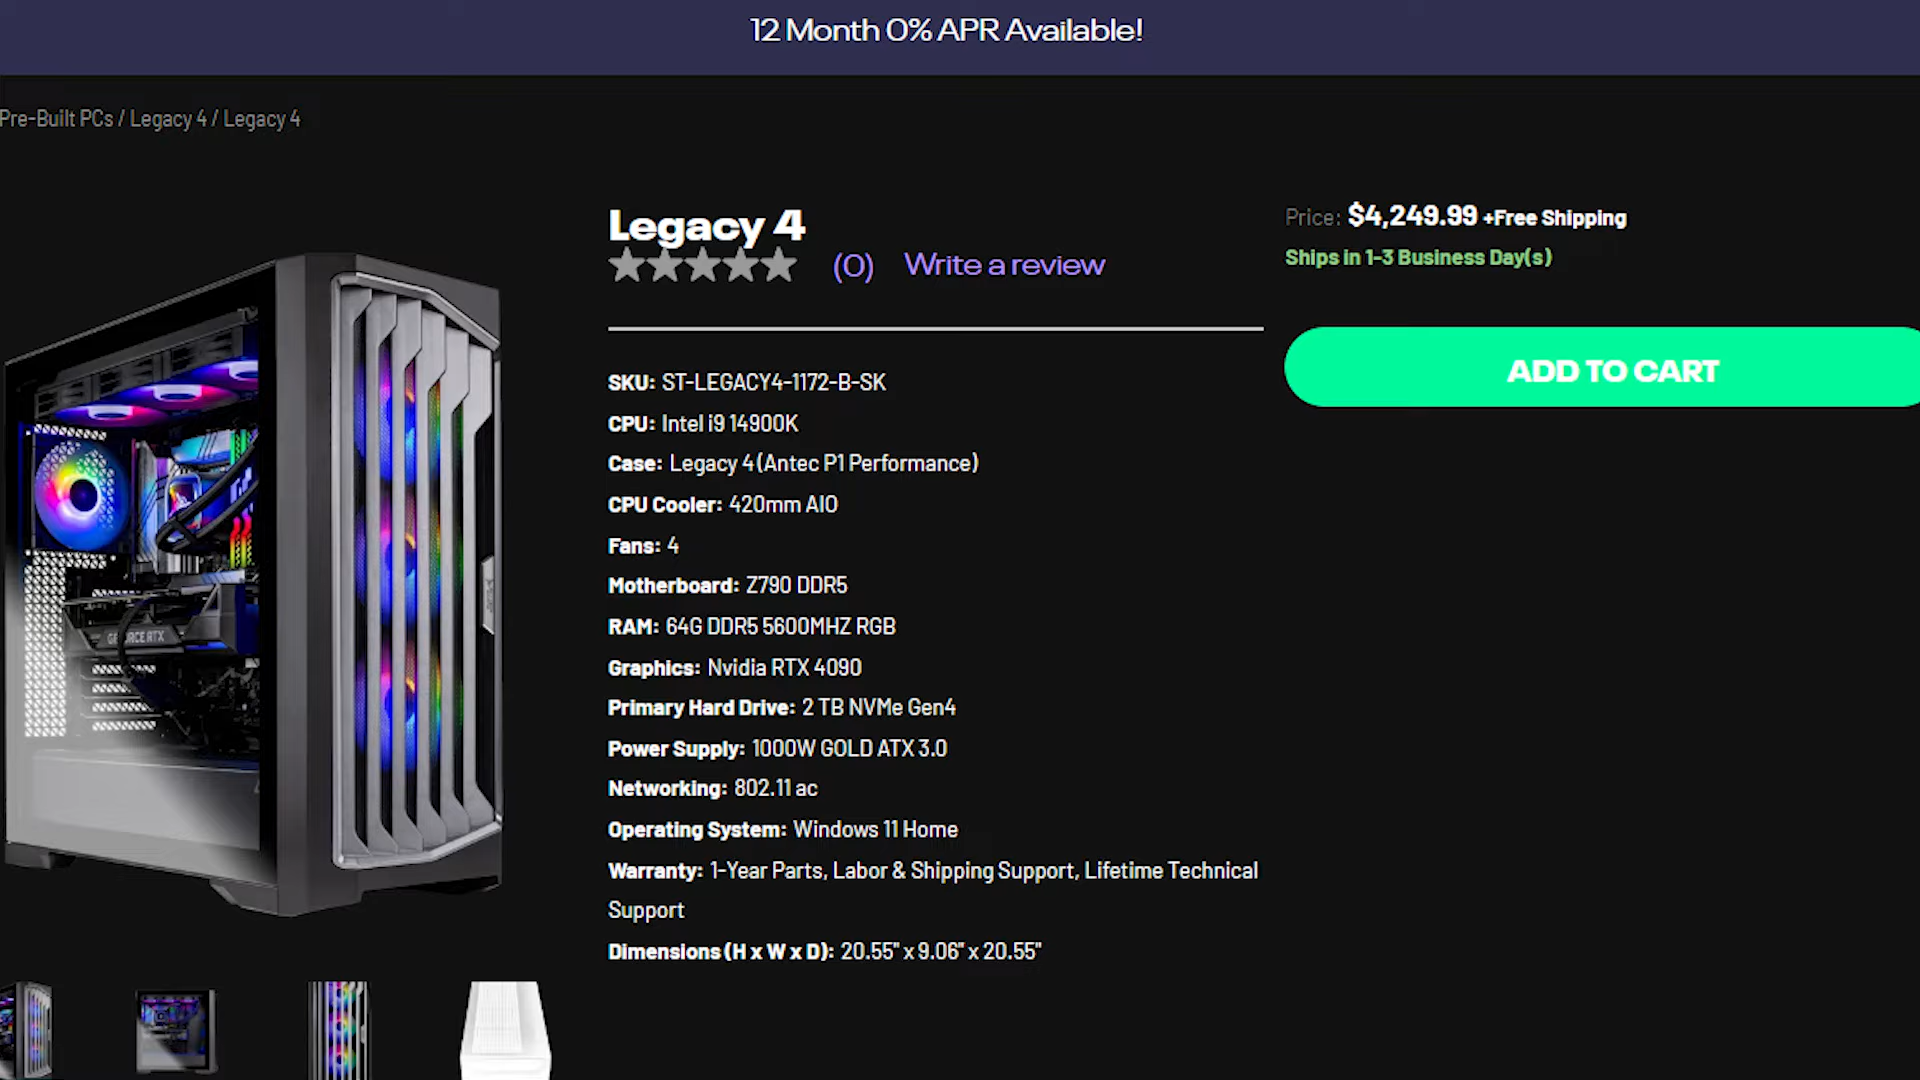 12 Month 0% APR Available!
Pre-Built PCs / Legacy 4 / Legacy 4
Legacy 4
(0) Write a review
Price: $4,249.99 +Free Shipping
Ships in 1-3 Business Day(s)
ADD TO CART
SKU: ST-LEGACY4-1172-B-SK
CPU: Intel i9 14900K
Case: Legacy 4 (Antec P1 Performance)
CPU Cooler: 420mm AIO
Fans: 4
Motherboard: Z790 DDR5
RAM: 64G DDR5 5600MHZ RGB
Graphics: Nvidia RTX 4090
Primary Hard Drive: 2 TB NVMe Gen4
Power Supply: 1000W GOLD ATX 3.0
Networking: 802.11 ac
Operating System: Windows 11 Home
Warranty: 1-Year Parts, Labor & Shipping Support, Lifetime Technical
Support
Dimensions (H x W x D): 20.55" x 9.06" x 20.55"
GEFORCE RTX